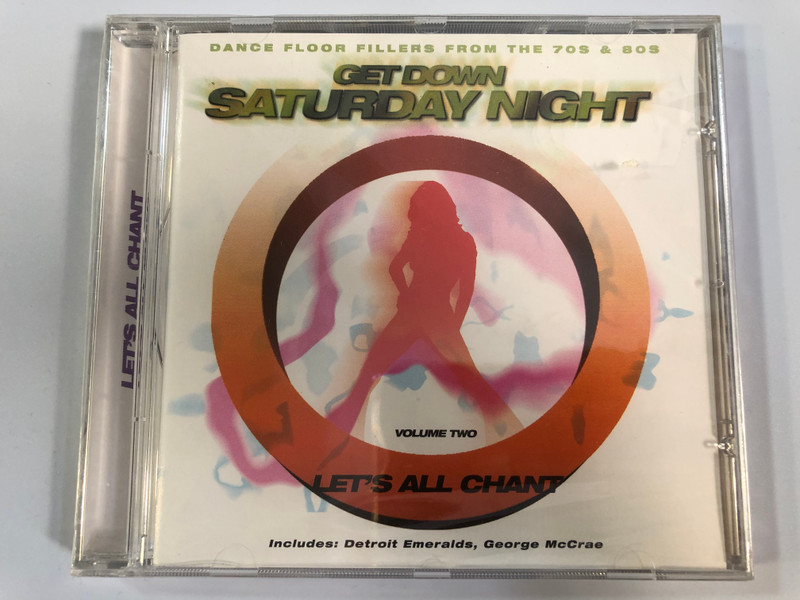 DANCE FLOOR FILLERS FROM THE 70S & 80S
GET DOWN
SATURDAY NIGHT
LET'S ALL CHANT
VOLUME TWO
LET'S ALL CHANT
Includes: Detroit Emeralds, George McCrae